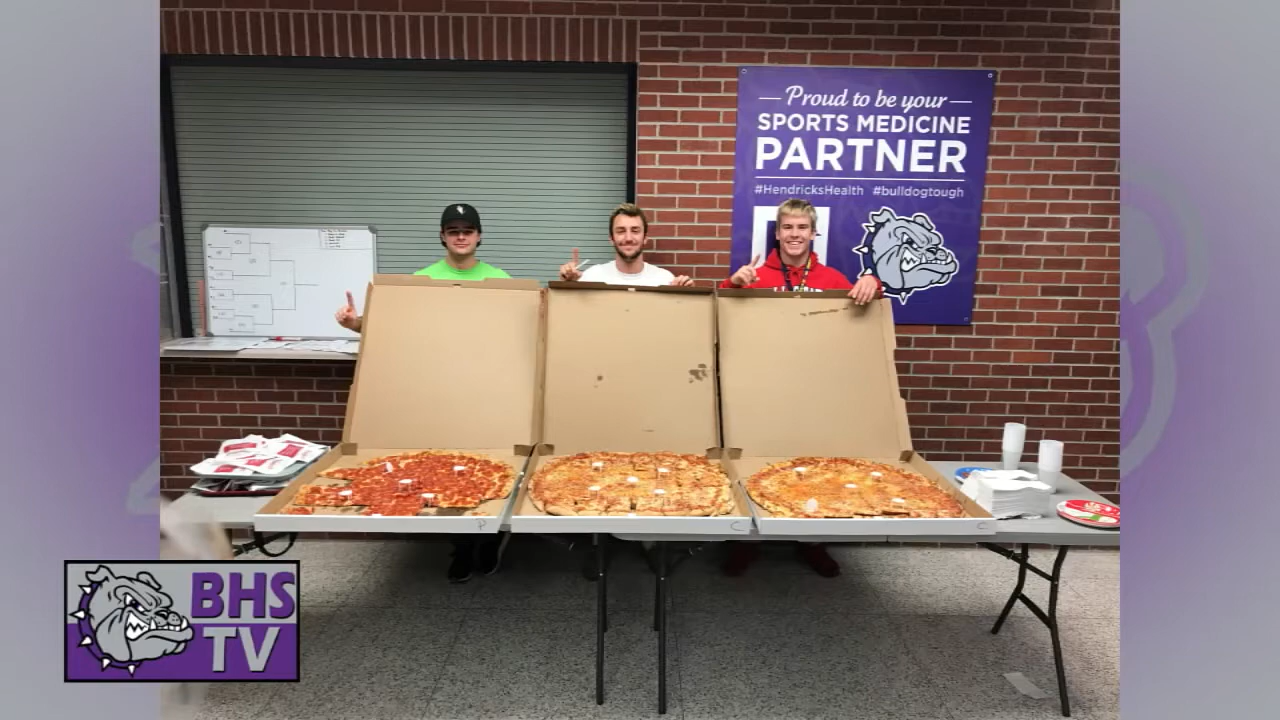 Proud to be your
SPORTS MEDICINE
PARTNER
#HendricksHealth #bulldogtough
P
C
C
BHS
TV